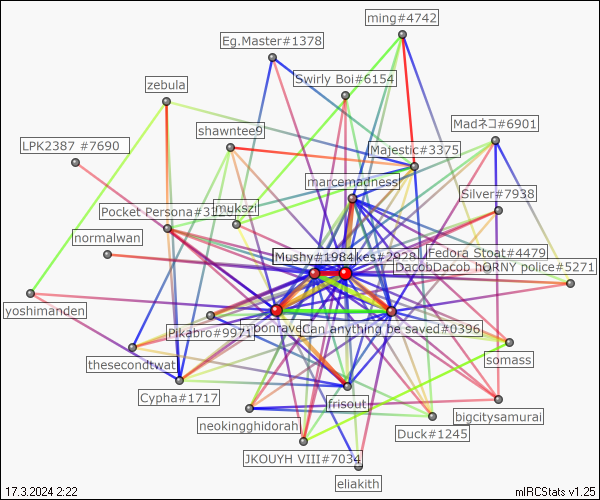 ming#4742
Eg.Master#1378
Swirly Boi#6154
zebula
shawntee9
Madネコ#6901
LPK2387 #7690
Majestic#3375
marcemadness
Silver#7938
Pocket Persona#31
mukszi
normalwan
Mushy#1984
kes#2929
Fedora Stoat#4479
DacobDacob hORNY police#5271
yoshimanden
Pikabro#9971
Can anything be saved#0396
thesecondtwat
somass
Cypha#1717
frisout
bigcitysamurai
neokingghidorah
Duck#1245
JKOUYH VIII#7034
eliakith
17.3.2024 2:22
mIRCStats v1.25